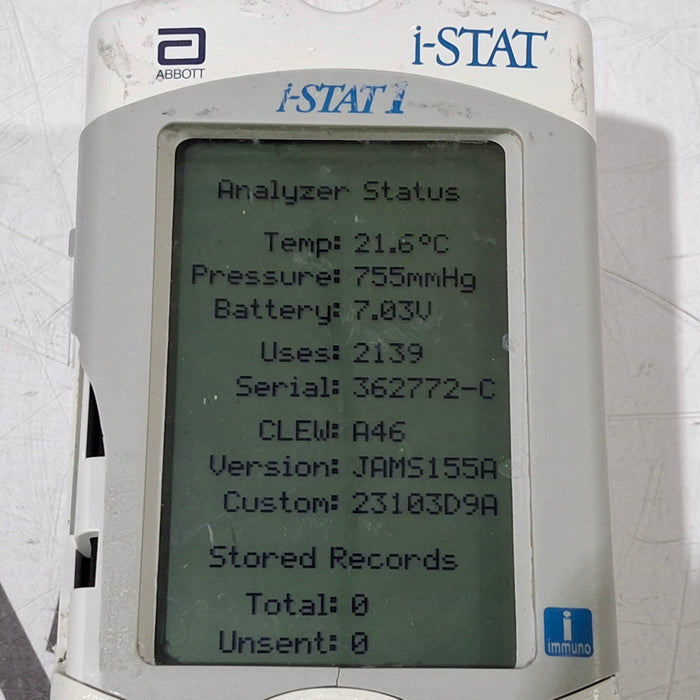 ABBOTT
i-STAT
i-STAT 1
Analyzer Status
Temp: 21.6°C
Pressure: 755mmHg
Battery: 7.03V
Uses: 2139
Serial: 362772-C
CLEW: A46
Version: JAMS155A
Custom: 23103D9A
Stored Records
Total: 0
Unsent: 0
i
immuno